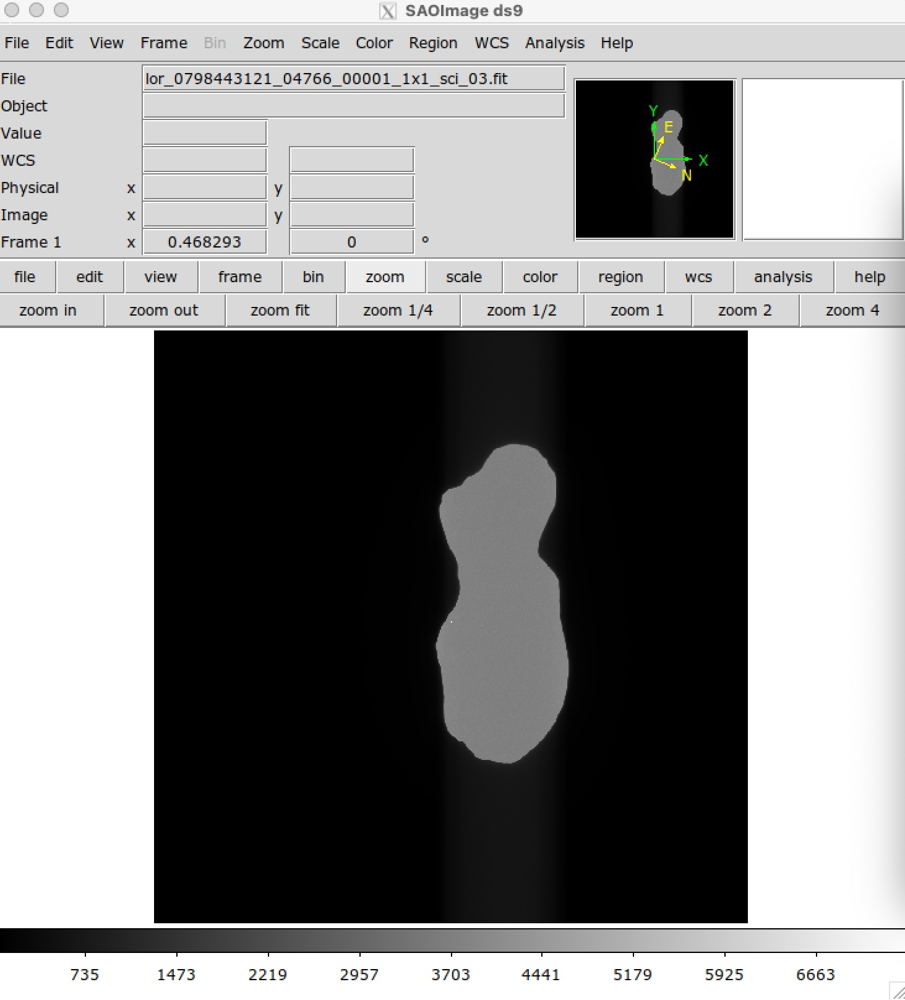 SAOImage ds9
File Edit View Frame Bin Zoom Scale Color Region WCS Analysis Help
File lor_0798443121_04766_00001_1x1_sci_03.fit
Object
Value
WCS
Physical x y
Image x y
Frame 1 x 0.468293 0 °
Y
E
X
N
file edit view frame bin zoom scale color region wcs analysis help
zoom in zoom out zoom fit zoom 1/4 zoom 1/2 zoom 1 zoom 2 zoom 4
735 1473 2219 2957 3703 4441 5179 5925 6663